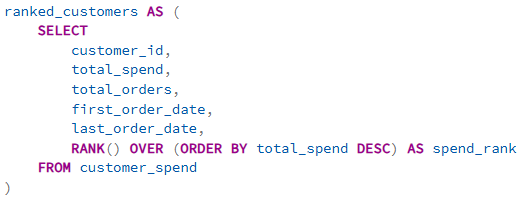 ranked_customers AS (
    SELECT
        customer_id,
        total_spend,
        total_orders,
        first_order_date,
        last_order_date,
        RANK() OVER (ORDER BY total_spend DESC) AS spend_rank
    FROM customer_spend
)